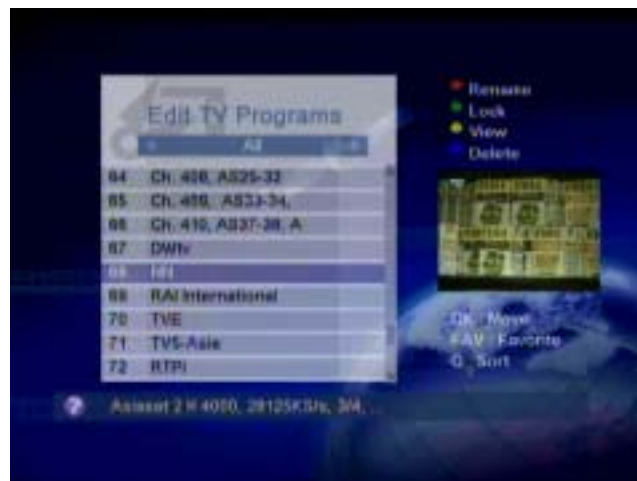 Edit TV Programs
All
64 Ch. 408, AS25-32
65 Ch. 409, AS33-34,
66 Ch. 410, AS37-38, A
67 DWtv
68
69 RAI International
70 TVE
71 TV5-Asie
72 RTPi
Rename
Lock
View
Delete
OK Move
FAV Favorite
Sort
Asiasat 2 H 4000, 28125KS/s, 3/4, ...